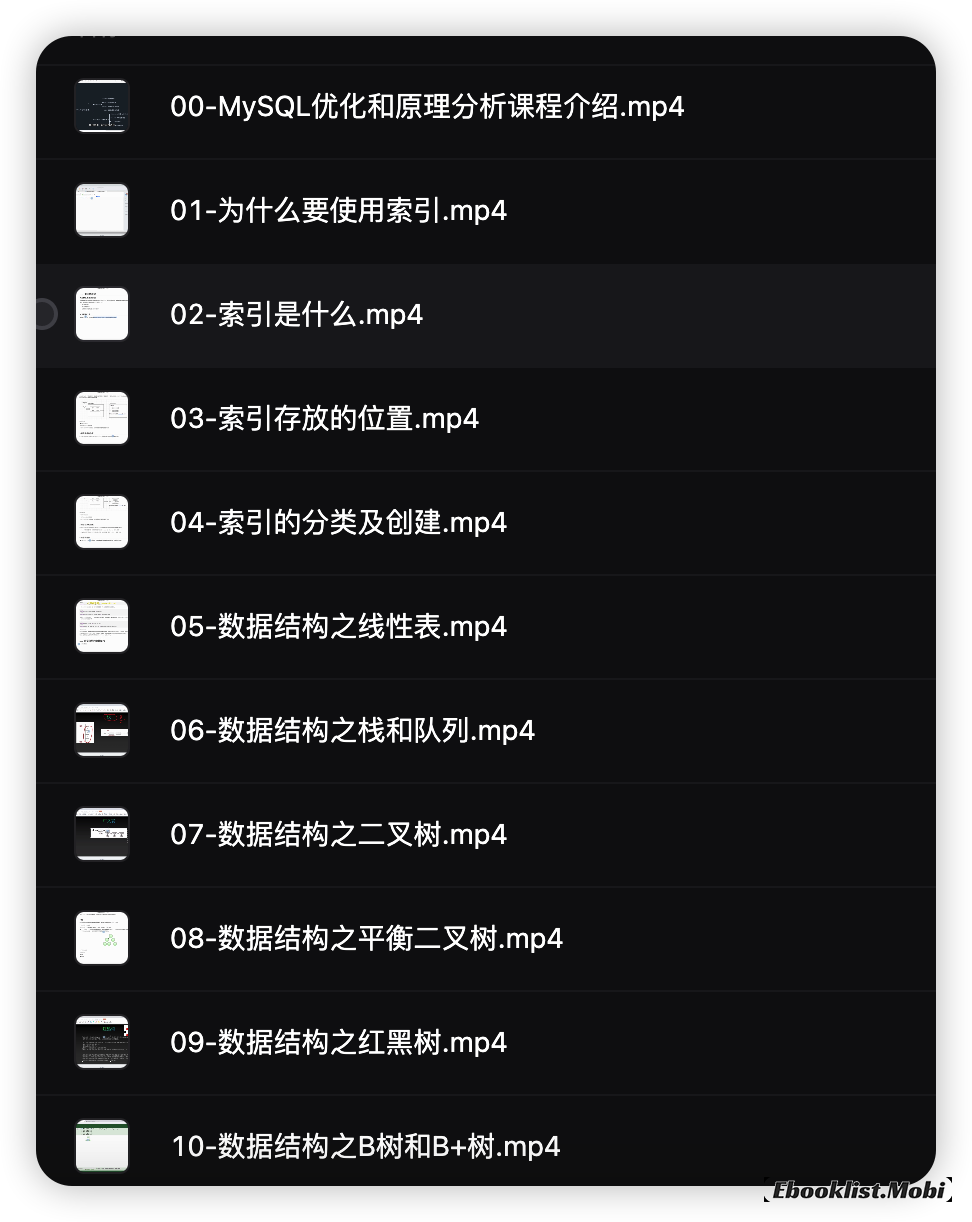 00-MySQL优化和原理分析课程介绍.mp4
01-为什么要使用索引.mp4
02-索引是什么.mp4
03-索引存放的位置.mp4
04-索引的分类及创建.mp4
05-数据结构之线性表.mp4
06-数据结构之栈和队列.mp4
07-数据结构之二叉树.mp4
08-数据结构之平衡二叉树.mp4
09-数据结构之红黑树.mp4
10-数据结构之B树和B+树.mp4
Ebooklist.Mobi